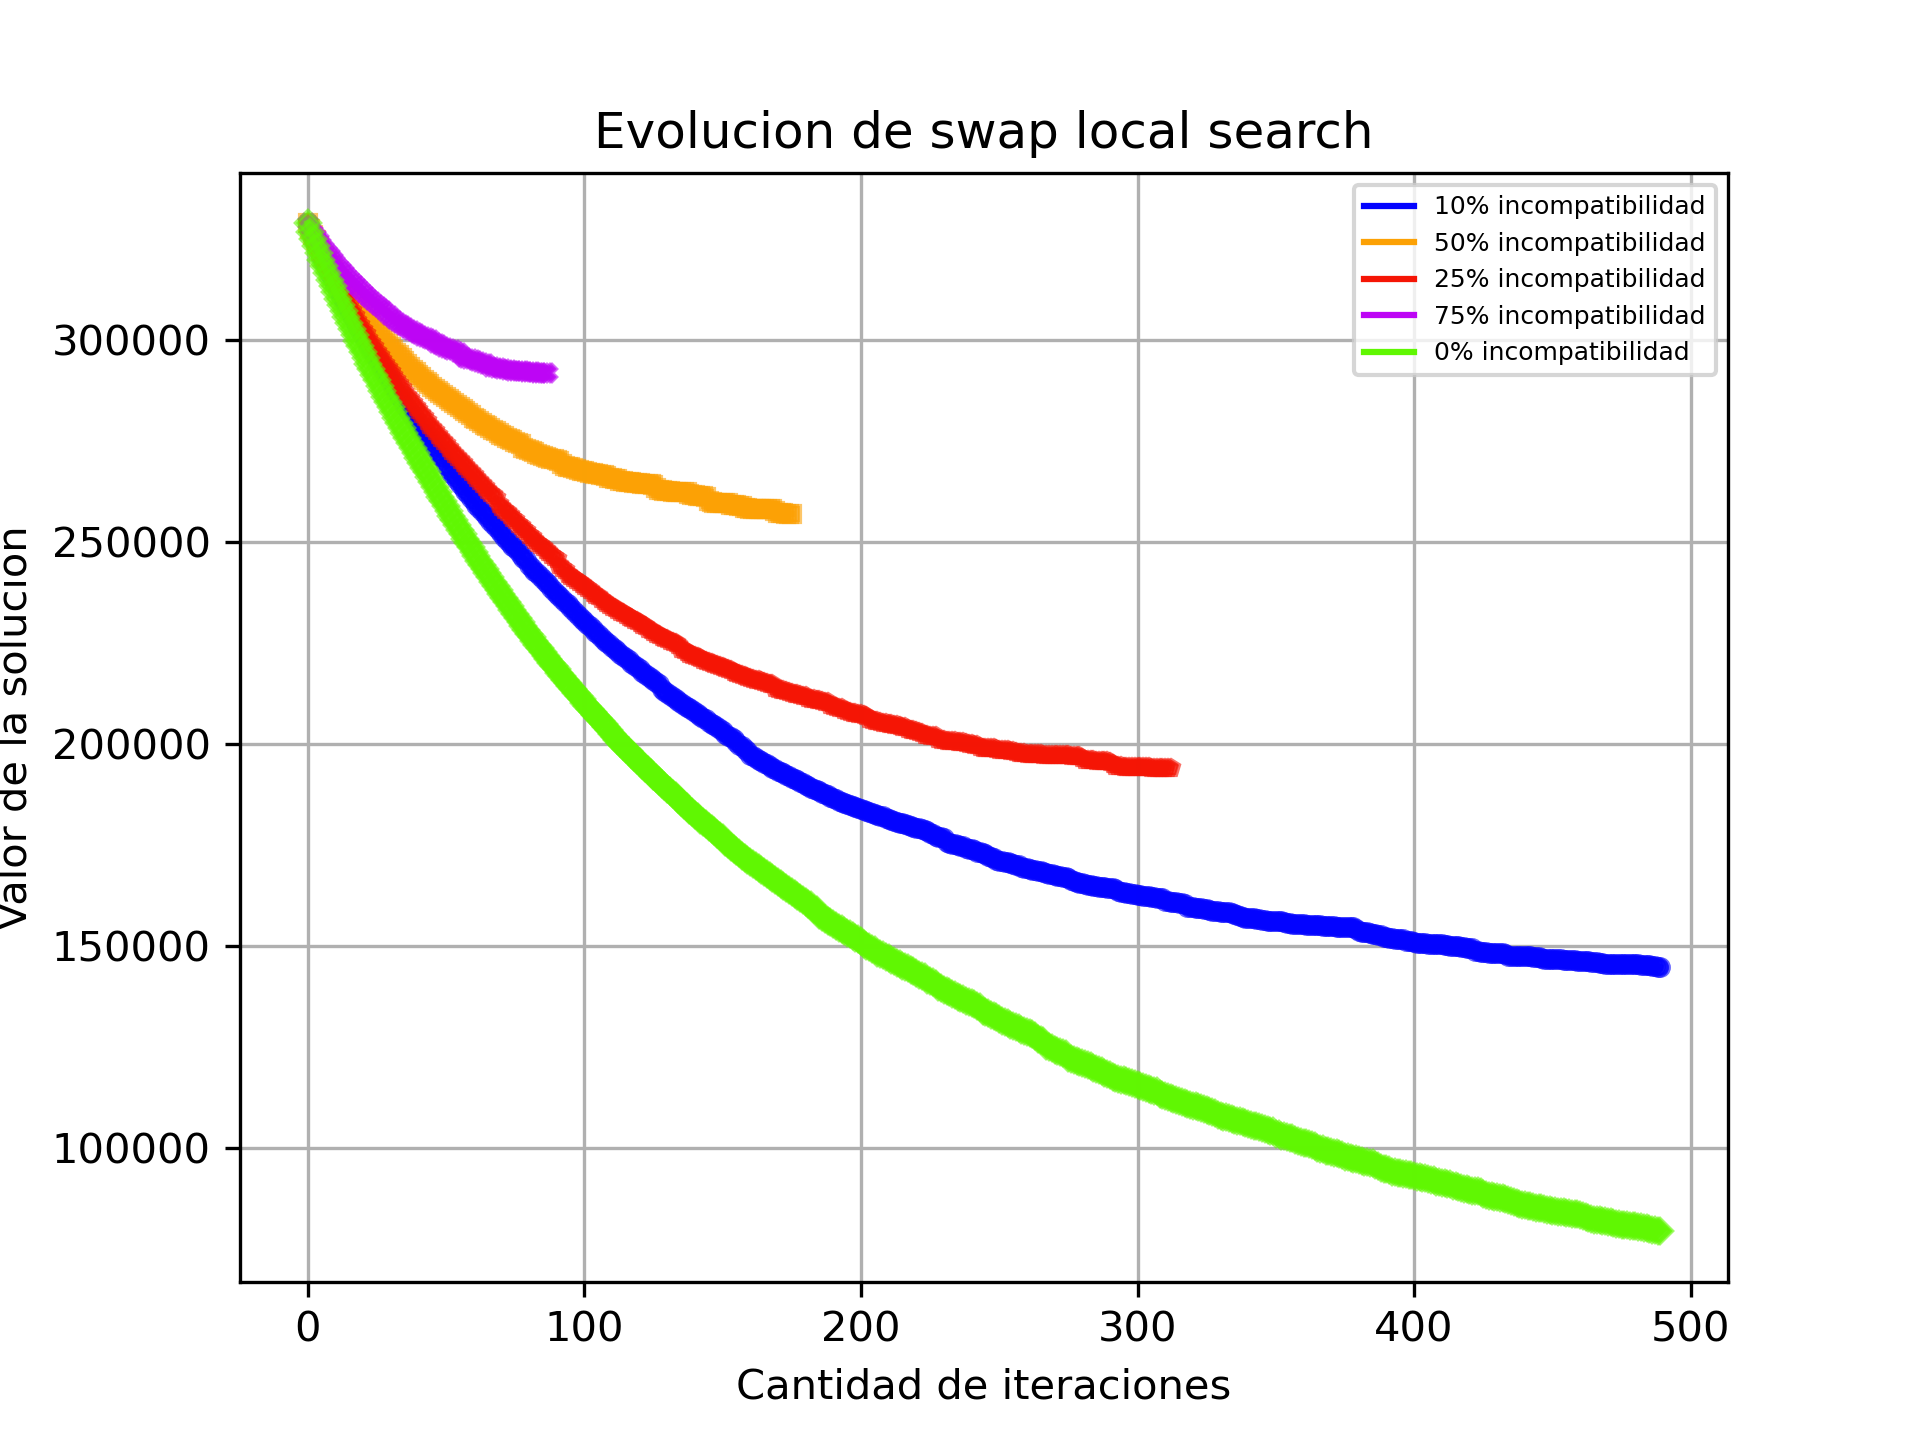 Evolucion de swap local search
10% incompatibilidad
50% incompatibilidad
25% incompatibilidad
75% incompatibilidad
0% incompatibilidad
300000
250000
200000
150000
100000
Valor de la solucion
0 100 200 300 400 500
Cantidad de iteraciones